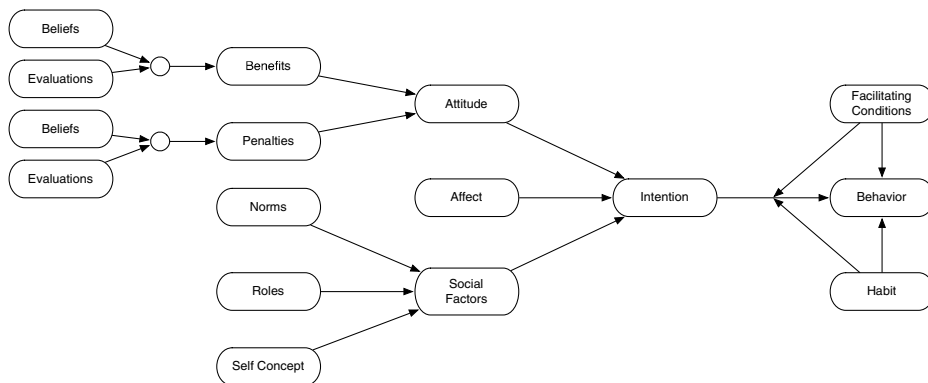 Beliefs
Evaluations
Beliefs
Evaluations
Benefits
Penalties
Norms
Roles
Self Concept
Attitude
Affect
Social
Factors
Intention
Facilitating
Conditions
Behavior
Habit